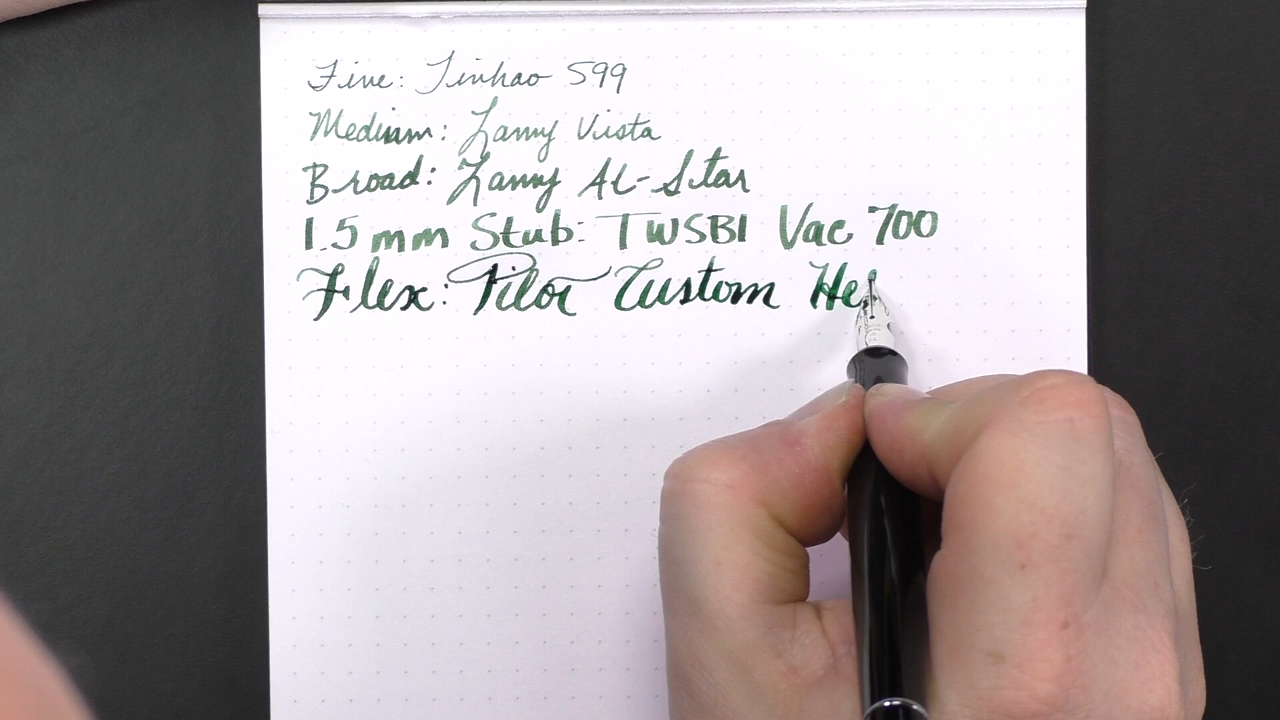 Fine: Jinhao 599
Medium: Lamy Vista
Broad: Lamy Al-Star
1.5 mm Stub: TWSBI Vac 700
Flex: Pilot Custom He